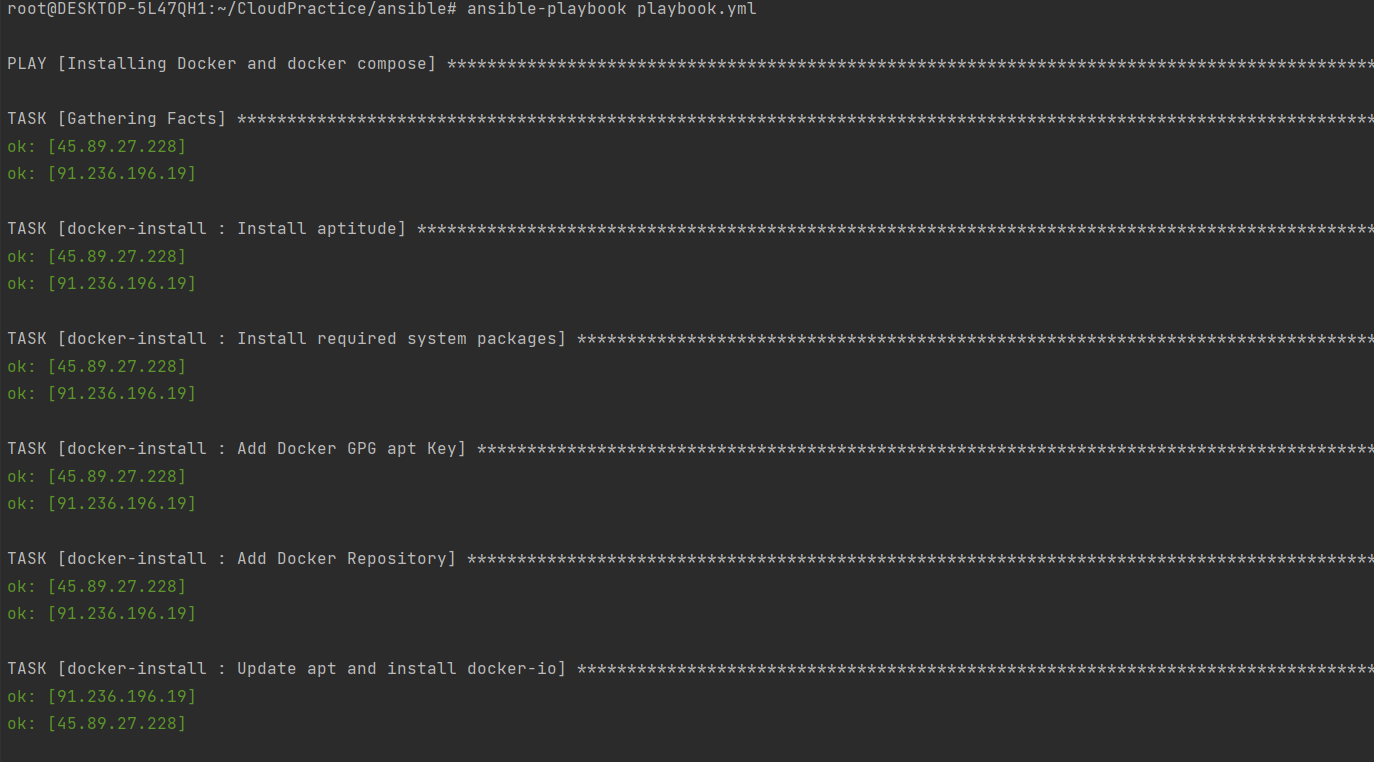 root@DESKTOP-5L47QH1:~/CloudPractice/ansible# ansible-playbook playbook.yml
PLAY [Installing Docker and docker compose] *********************************************************************************************
TASK [Gathering Facts] ******************************************************************************************************************
ok: [45.89.27.228]
ok: [91.236.196.19]
TASK [docker-install : Install aptitude] ************************************************************************************************
ok: [45.89.27.228]
ok: [91.236.196.19]
TASK [docker-install : Install required system packages] ********************************************************************************
ok: [45.89.27.228]
ok: [91.236.196.19]
TASK [docker-install : Add Docker GPG apt Key] ******************************************************************************************
ok: [45.89.27.228]
ok: [91.236.196.19]
TASK [docker-install : Add Docker Repository] *******************************************************************************************
ok: [45.89.27.228]
ok: [91.236.196.19]
TASK [docker-install : Update apt and install docker-io] ********************************************************************************
ok: [91.236.196.19]
ok: [45.89.27.228]